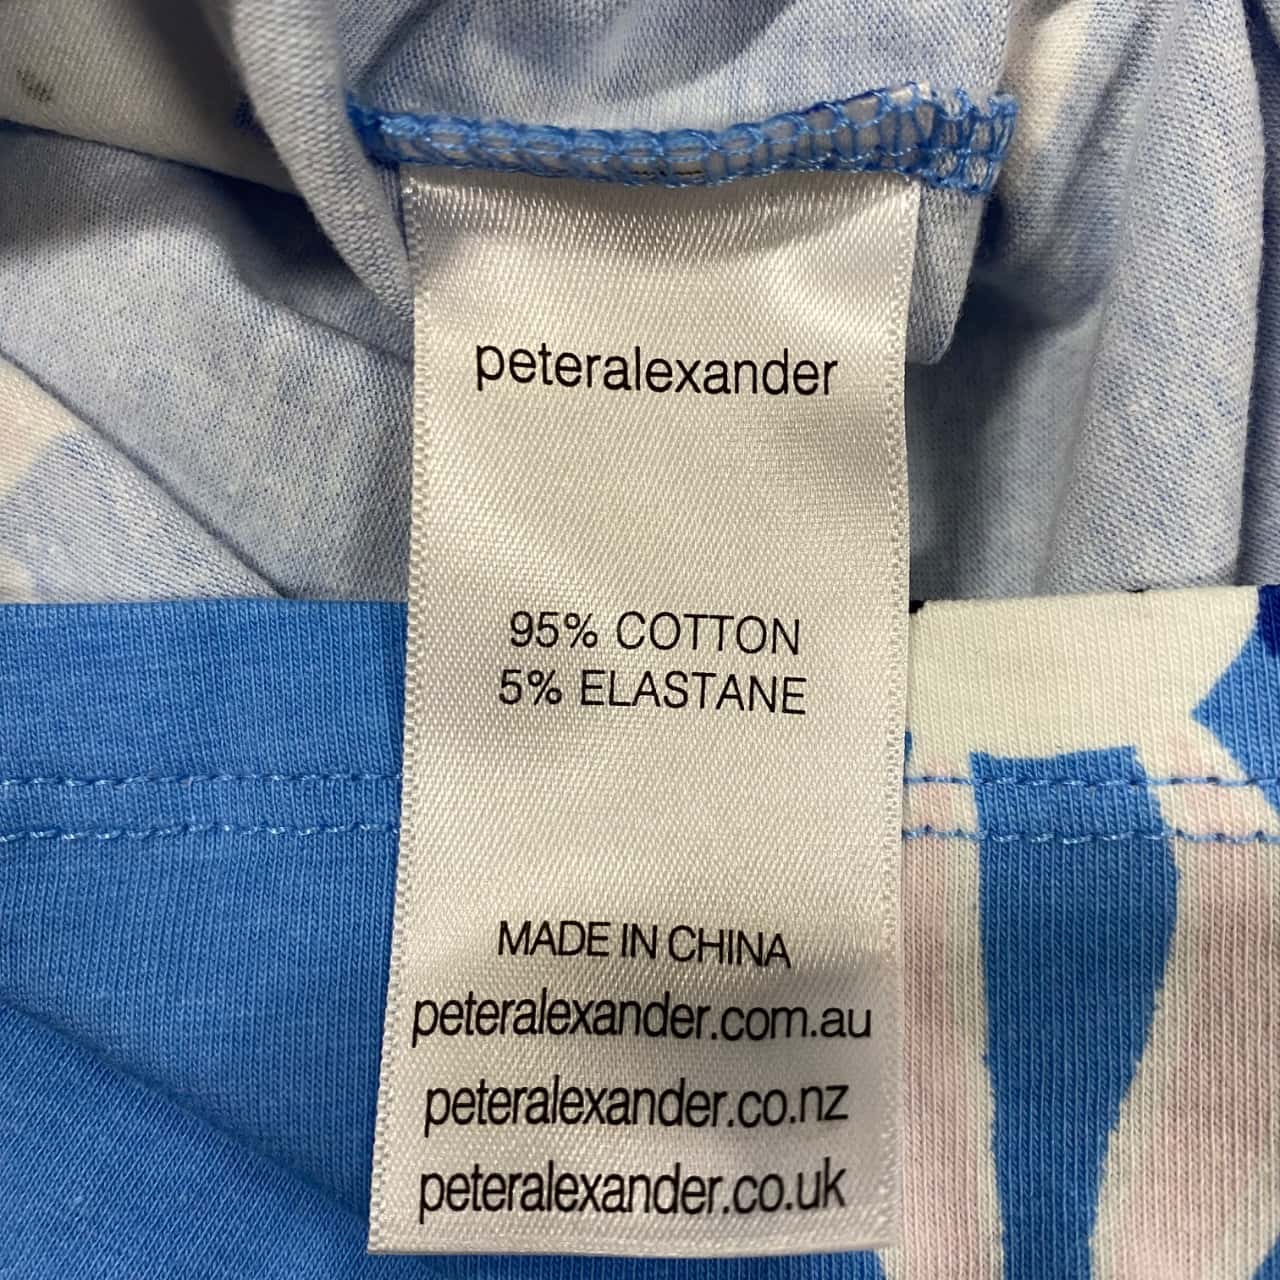 peteralexander
95% COTTON
5% ELASTANE
MADE IN CHINA
peteralexander.com.au
peteralexander.co.nz
peteralexander.co.uk